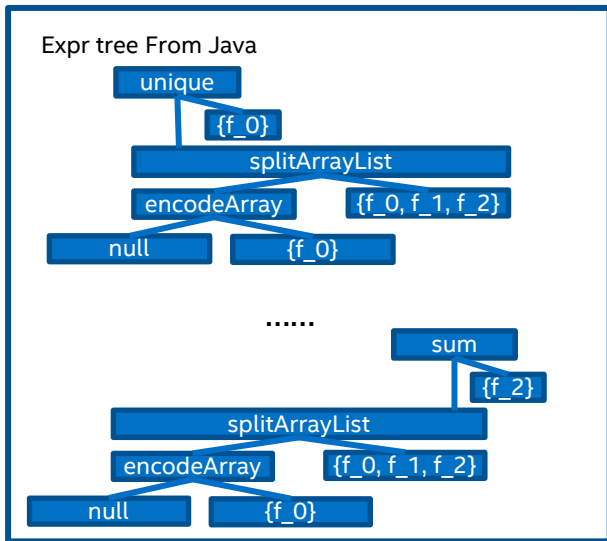 Expr tree From Java
unique
{f_0}
splitArrayList
encodeArray {f_0, f_1, f_2}
null {f_0}
......
sum
{f_2}
splitArrayList
encodeArray {f_0, f_1, f_2}
null {f_0}